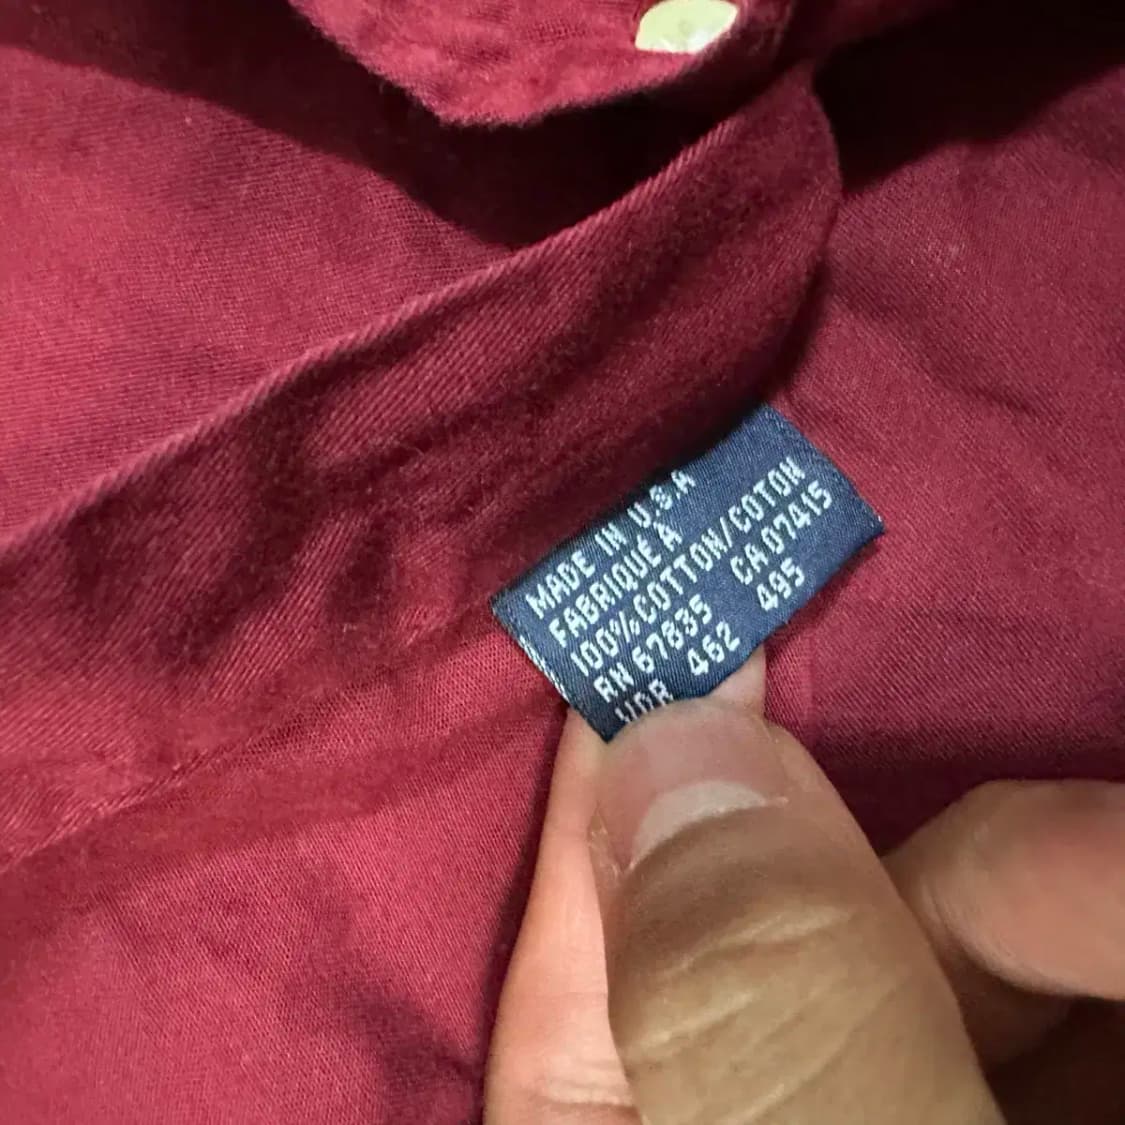 MADE IN U.S.A
FABRIQUÉ À
100% COTTON/COTON
RN 67835 CA07415
462 495